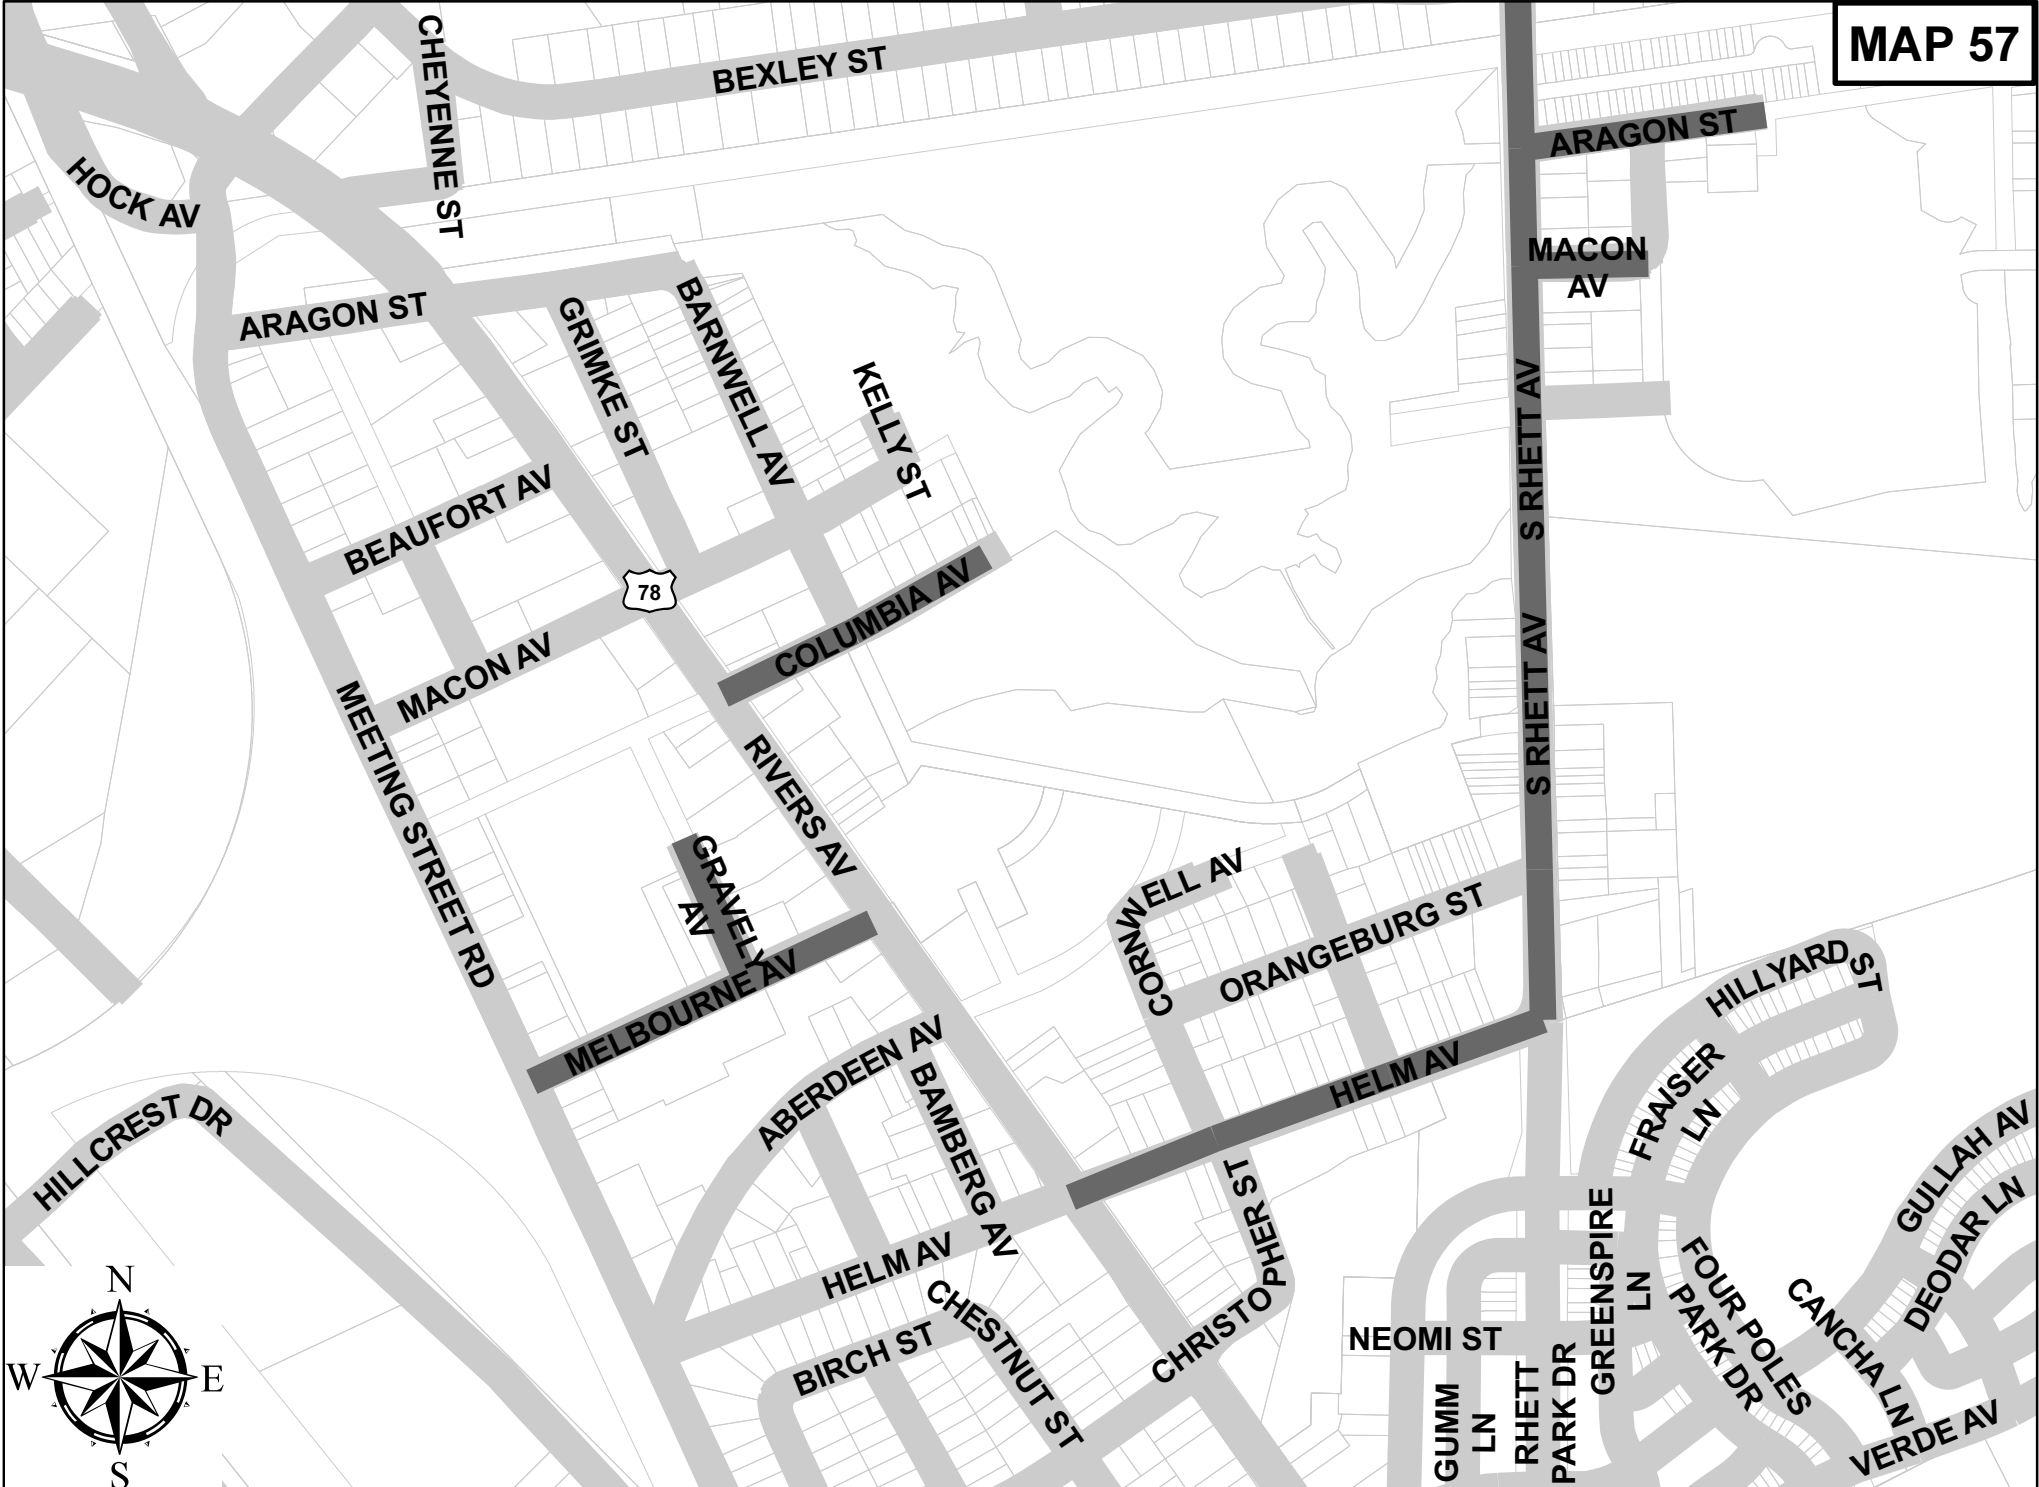 MAP 57
CHEYENNE ST
BEXLEY ST
ARAGON ST
HOCK AV
MACON
AV
ARAGON ST
GRIMKE ST
BARNWELL AV
KELLY ST
S RHETT AV
BEAUFORT AV
78
COLUMBIA AV
S RHETT AV
MACON AV
MEETING STREET RD
RIVERS AV
GRAVELY
AV
CORNWELL AV
ORANGEBURG ST
MELBOURNE AV
HILLYARD ST
ABERDEEN AV
BAMBERG AV
HELM AV
FRAISER
LN
HILLCREST DR
GULLAH AV
CHRISTOPHER ST
DEODAR LN
GREENSPIRE
LN
HELM AV
FOUR POLES
PARK DR
CANCHA LN
CHESTNUT ST
BIRCH ST
NEOMI ST
GUMM
LN
RHETT
PARK DR
VERDE AV
N
W
E
S